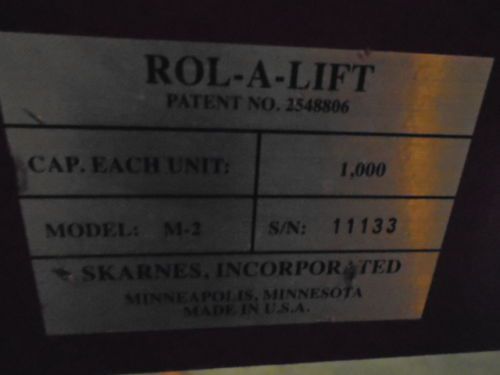 ROL-A-LIFT
PATENT NO. 2548806
CAP. EACH UNIT: 1,000
MODEL: M-2 S/N: 11133
SKARNES, INCORPORATED
MINNEAPOLIS, MINNESOTA
MADE IN U.S.A.